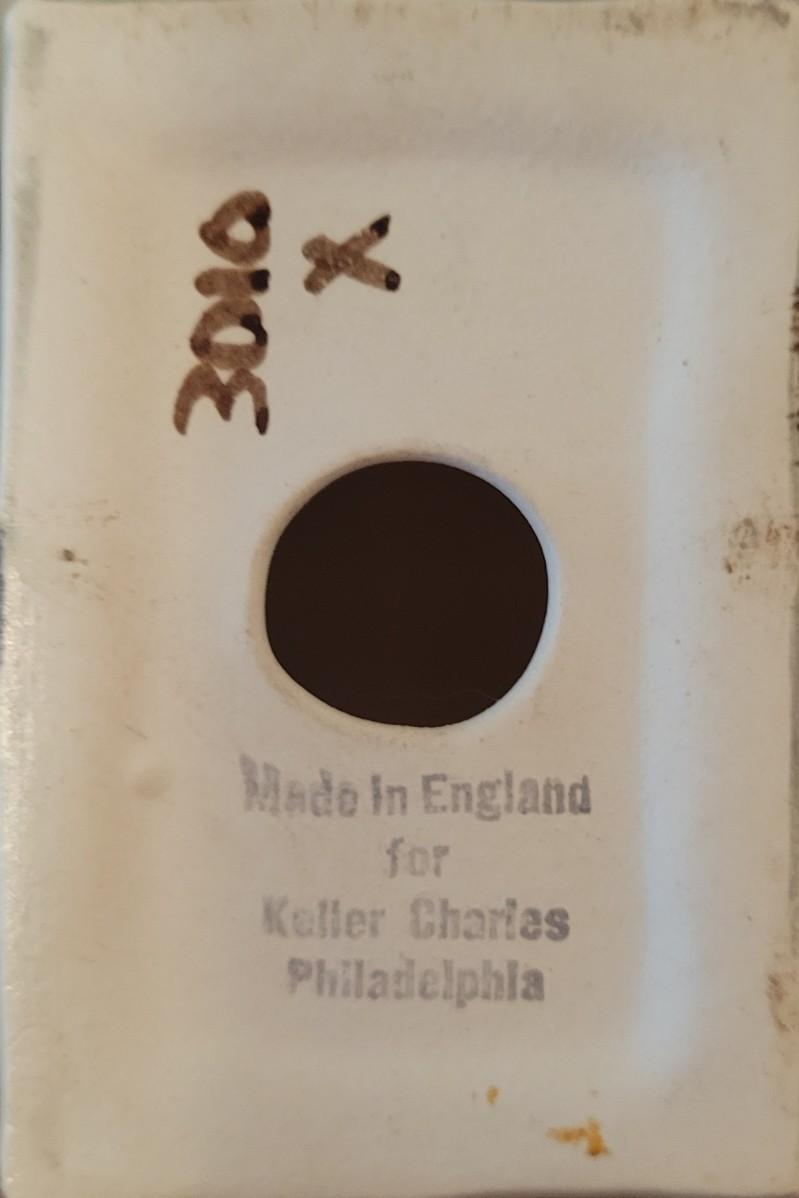 3010
X
Made in England
for
Keller Charles
Philadelphia